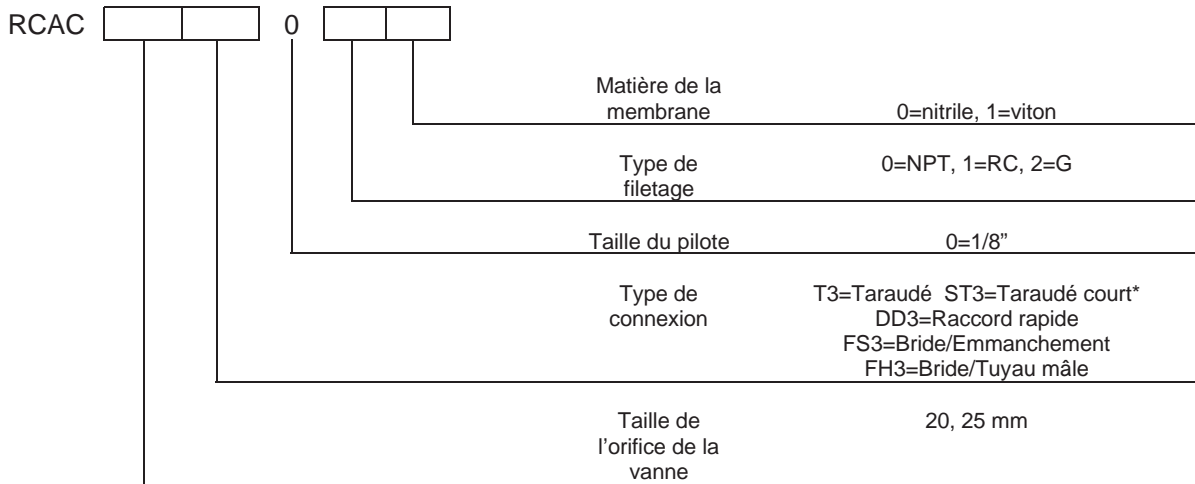 RCAC 0
Matière de la
membrane 0=nitrile, 1=viton
Type de 0=NPT, 1=RC, 2=G
filetage
Taille du pilote 0=1/8”
Type de T3=Taraudé ST3=Taraudé court*
connexion DD3=Raccord rapide
FS3=Bride/Emmanchement
FH3=Bride/Tuyau mâle
Taille de 20, 25 mm
l’orifice de la
vanne